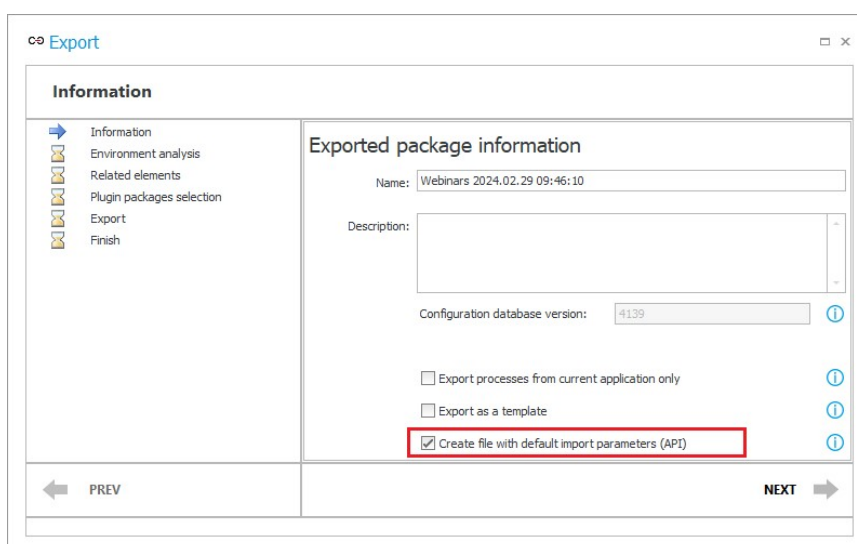 Export
Information
Information
Environment analysis
Related elements
Plugin packages selection
Export
Finish
Exported package information
Name: Webinars 2024.02.29 09:46:10
Description:
Configuration database version: 4139
Export processes from current application only
Export as a template
Create file with default import parameters (API)
PREV
NEXT